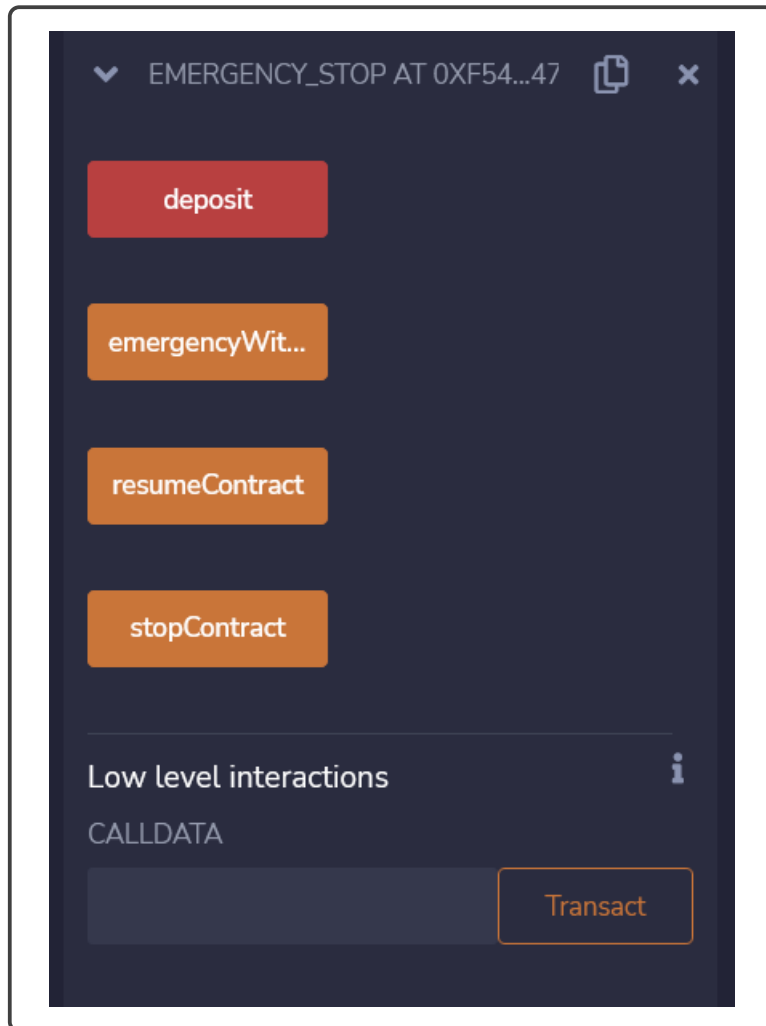 EMERGENCY_STOP AT 0XF54...47
deposit
emergencyWit...
resumeContract
stopContract
Low level interactions
CALLDATA
Transact